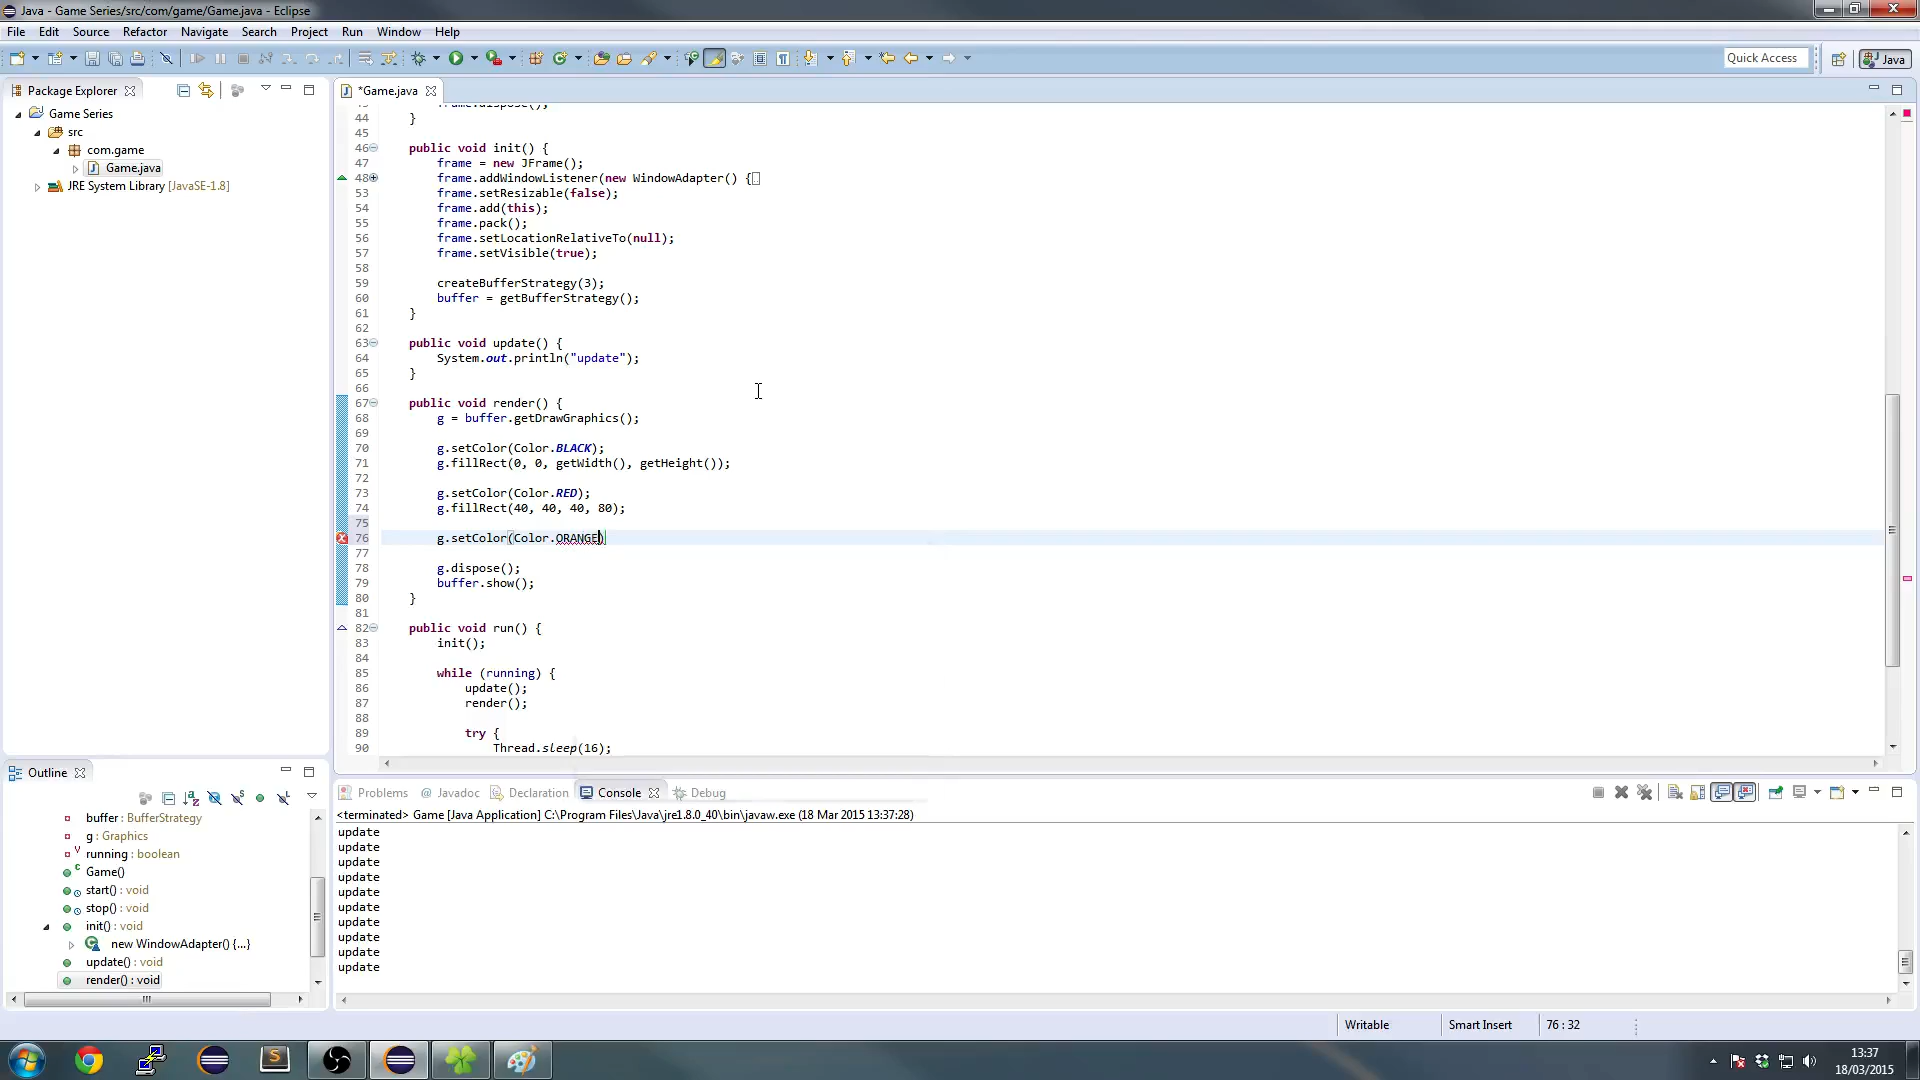 Java - Game Series/src/com/game/Game.java - Eclipse
File Edit Source Refactor Navigate Search Project Run Window Help
Quick Access
Java
Package Explorer
*Game.java
Game Series
src
com.game
Game.java
JRE System Library [JavaSE-1.8]
frame.dispose();
44 }
45
46 public void init() {
47 frame = new JFrame();
48 frame.addWindowListener(new WindowAdapter() {
53 frame.setResizable(false);
54 frame.add(this);
55 frame.pack();
56 frame.setLocationRelativeTo(null);
57 frame.setVisible(true);
58
59 createBufferStrategy(3);
60 buffer = getBufferStrategy();
61 }
62
63 public void update() {
64 System.out.println("update");
65 }
66
67 public void render() {
68 g = buffer.getDrawGraphics();
69
70 g.setColor(Color.BLACK);
71 g.fillRect(0, 0, getWidth(), getHeight());
72
73 g.setColor(Color.RED);
74 g.fillRect(40, 40, 40, 80);
75
76 g.setColor(Color.ORANGE)
77
78 g.dispose();
79 buffer.show();
80 }
81
82 public void run() {
83 init();
84
85 while (running) {
86 update();
87 render();
88
89 try {
90 Thread.sleep(16);
Outline
buffer : BufferStrategy
g : Graphics
running : boolean
Game()
start() : void
stop() : void
init() : void
new WindowAdapter() {...}
update() : void
render() : void
Problems @ Javadoc Declaration Console Debug
<terminated> Game [Java Application] C:\Program Files\Java\jre1.8.0_40\bin\javaw.exe (18 Mar 2015 13:37:28)
update
update
update
update
update
update
update
update
update
update
Writable Smart Insert 76 : 32
13:37
18/03/2015